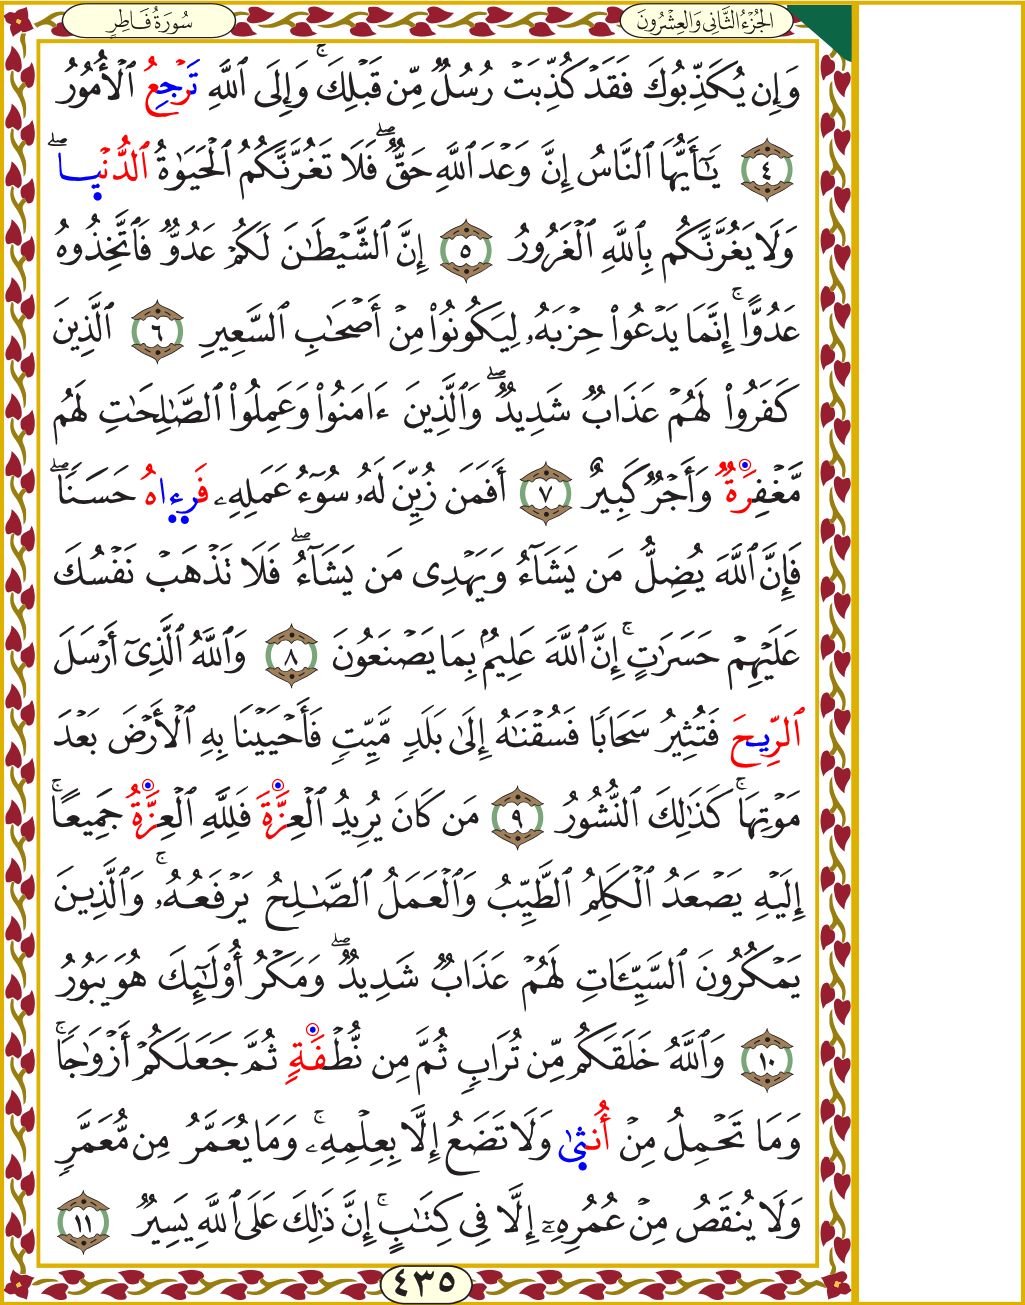 الجُزْءُ الثَّانِي وَالعِشْرُونَ
سُورَةُ فَاطِرٍ
وَإِن يُكَذِّبُوكَ فَقَدْ كُذِّبَتْ رُسُلٌ مِّن قَبْلِكَ ۚ وَإِلَى ٱللَّهِ تَرْجِعُ ٱلْأُمُورُ
٤ يَـٰٓأَيُّهَا ٱلنَّاسُ إِنَّ وَعْدَ ٱللَّهِ حَقٌّ ۖ فَلَا تَغُرَّنَّكُمُ ٱلْحَيَوٰةُ ٱلدُّنْيٜا ۖ
وَلَا يَغُرَّنَّكُم بِٱللَّهِ ٱلْغَرُورُ ٥ إِنَّ ٱلشَّيْطَـٰنَ لَكُمْ عَدُوٌّ فَٱتَّخِذُوهُ
عَدُوًّا ۚ إِنَّمَا يَدْعُوا۟ حِزْبَهُۥ لِيَكُونُوا۟ مِنْ أَصْحَـٰبِ ٱلسَّعِيرِ ٦ ٱلَّذِينَ
كَفَرُوا۟ لَهُمْ عَذَابٌ شَدِيدٌ ۖ وَٱلَّذِينَ ءَامَنُوا۟ وَعَمِلُوا۟ ٱلصَّـٰلِحَـٰتِ لَهُم
مَّغْفِرَةٌ وَأَجْرٌ كَبِيرٌ ٧ أَفَمَن زُيِّنَ لَهُۥ سُوٓءُ عَمَلِهِۦ فَرٜءٜاهُ حَسَنًا ۖ
فَإِنَّ ٱللَّهَ يُضِلُّ مَن يَشَآءُ وَيَهْدِى مَن يَشَآءُ ۖ فَلَا تَذْهَبْ نَفْسُكَ
عَلَيْهِمْ حَسَرَٰتٍ ۚ إِنَّ ٱللَّهَ عَلِيمٌۢ بِمَا يَصْنَعُونَ ٨ وَٱللَّهُ ٱلَّذِىٓ أَرْسَلَ
ٱلرِّيحَ فَتُثِيرُ سَحَابًا فَسُقْنَـٰهُ إِلَىٰ بَلَدٍ مَّيِّتٍ فَأَحْيَيْنَا بِهِ ٱلْأَرْضَ بَعْدَ
مَوْتِهَا ۚ كَذَٰلِكَ ٱلنُّشُورُ ٩ مَن كَانَ يُرِيدُ ٱلْعِزَّةَ فَلِلَّهِ ٱلْعِزَّةُ جَمِيعًا ۚ
إِلَيْهِ يَصْعَدُ ٱلْكَلِمُ ٱلطَّيِّبُ وَٱلْعَمَلُ ٱلصَّـٰلِحُ يَرْفَعُهُۥ ۚ وَٱلَّذِينَ
يَمْكُرُونَ ٱلسَّيِّـَٔاتِ لَهُمْ عَذَابٌ شَدِيدٌ ۖ وَمَكْرُ أُو۟لَـٰٓئِكَ هُوَ يَبُورُ
١٠ وَٱللَّهُ خَلَقَكُم مِّن تُرَابٍ ثُمَّ مِن نُّطْفَةٍ ثُمَّ جَعَلَكُمْ أَزْوَٰجًا ۚ
وَمَا تَحْمِلُ مِنْ أُنثٜىٰ وَلَا تَضَعُ إِلَّا بِعِلْمِهِۦ ۚ وَمَا يُعَمَّرُ مِن مُّعَمَّرٍ
وَلَا يُنقَصُ مِنْ عُمُرِهِۦٓ إِلَّا فِى كِتَـٰبٍ ۚ إِنَّ ذَٰلِكَ عَلَى ٱللَّهِ يَسِيرٌ ١١
٤٣٥